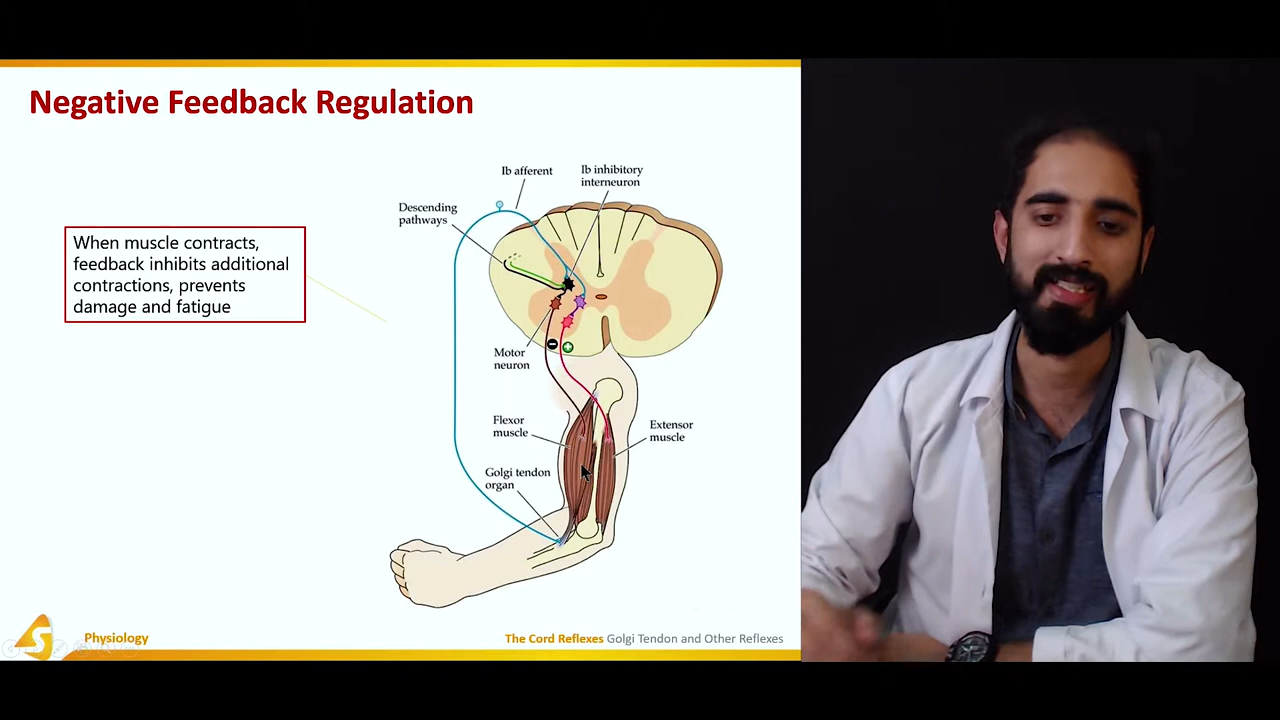 Negative Feedback Regulation
Ib afferent
Ib inhibitory
interneuron
Descending
pathways
When muscle contracts,
feedback inhibits additional
contractions, prevents
damage and fatigue
Motor
neuron
Flexor
muscle
Extensor
muscle
Golgi tendon
organ
Physiology
The Cord Reflexes Golgi Tendon and Other Reflexes